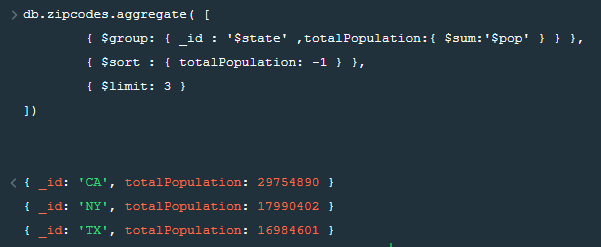 > db.zipcodes.aggregate( [
{ $group: { _id : '$state' ,totalPopulation:{ $sum:'$pop' } } },
{ $sort : { totalPopulation: -1 } },
{ $limit: 3 }
])
< { _id: 'CA', totalPopulation: 29754890 }
{ _id: 'NY', totalPopulation: 17990402 }
{ _id: 'TX', totalPopulation: 16984601 }